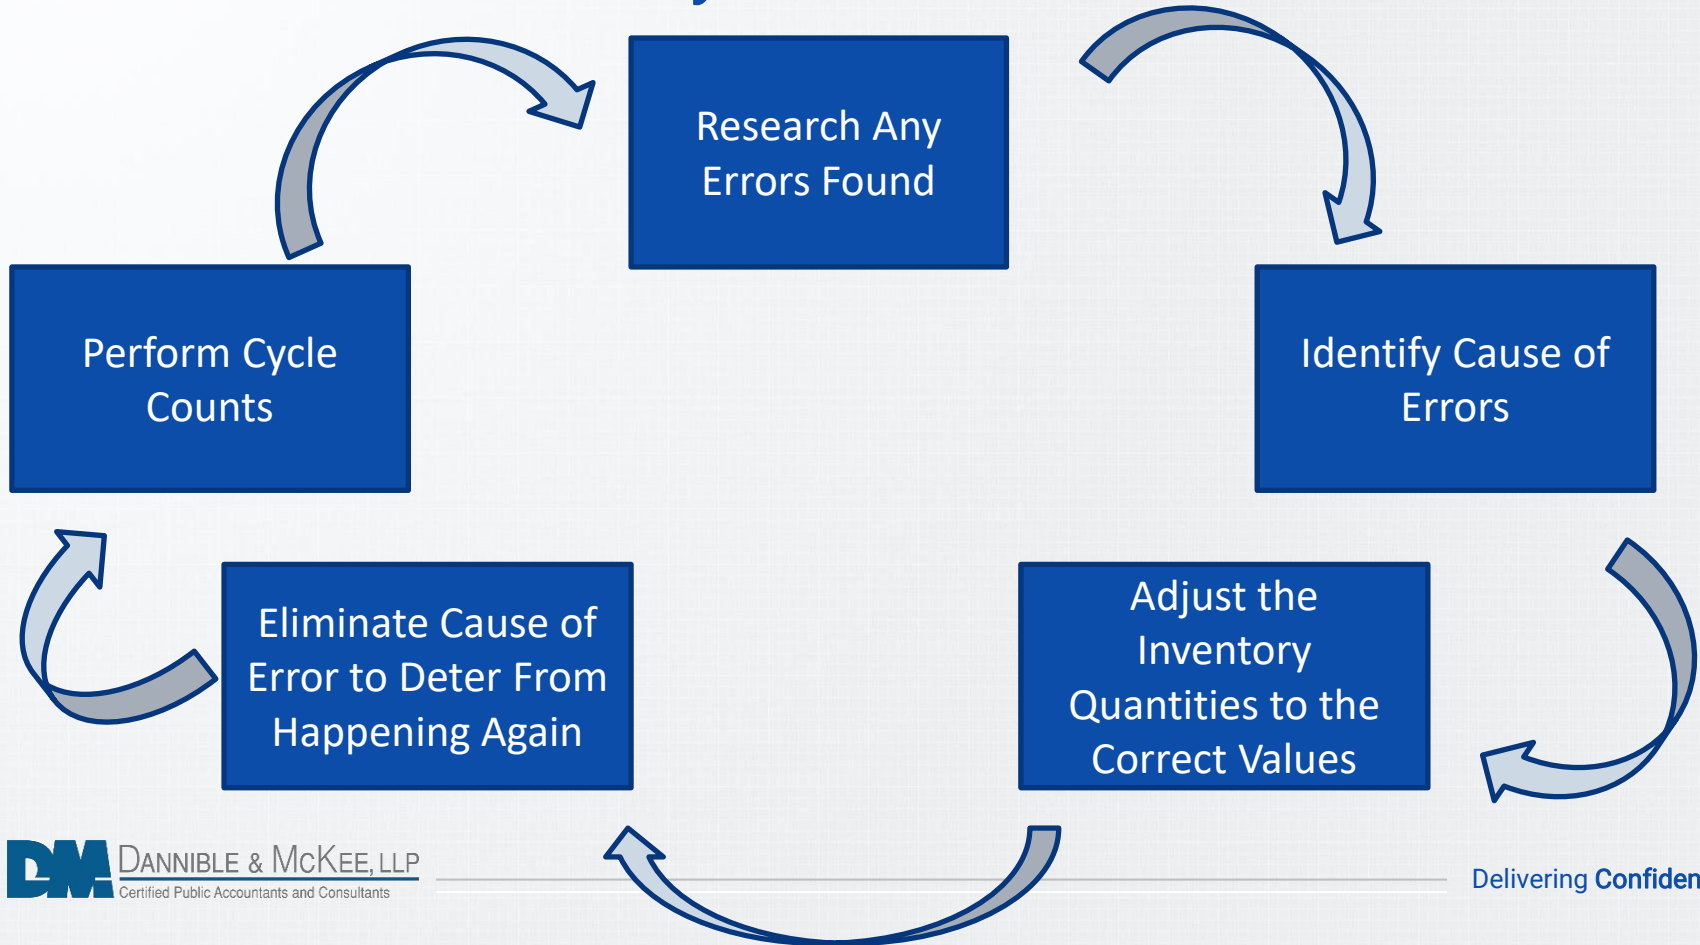 Research Any
Errors Found
Perform Cycle
Counts
Identify Cause of
Errors
Eliminate Cause of
Error to Deter From
Happening Again
Adjust the
Inventory
Quantities to the
Correct Values
DM DANNIBLE & MCKEE, LLP
Certified Public Accountants and Consultants
Delivering